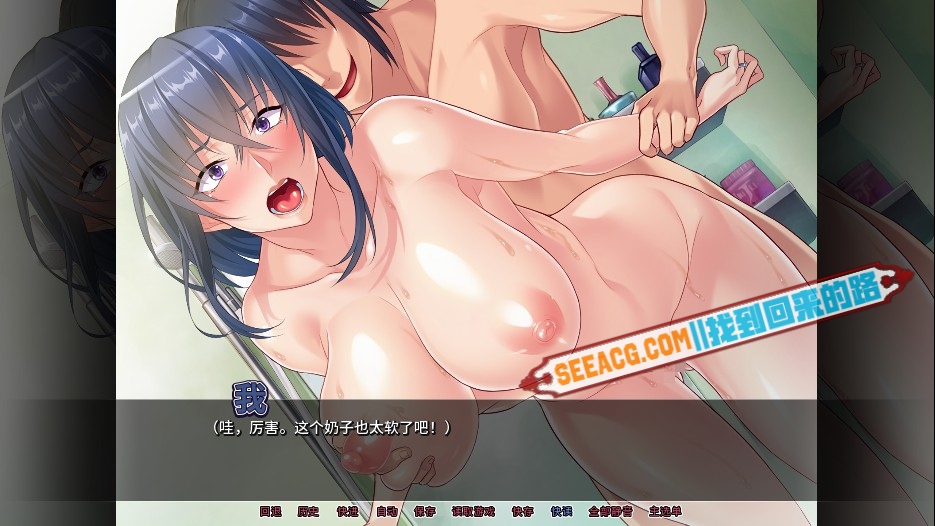 SEEACG.COM||找到回来的路
我
（哇，厉害。这个奶子也太软了吧！）
回退 历史 快进 自动 保存 读取游戏 快存 快读 全部静音 主选单